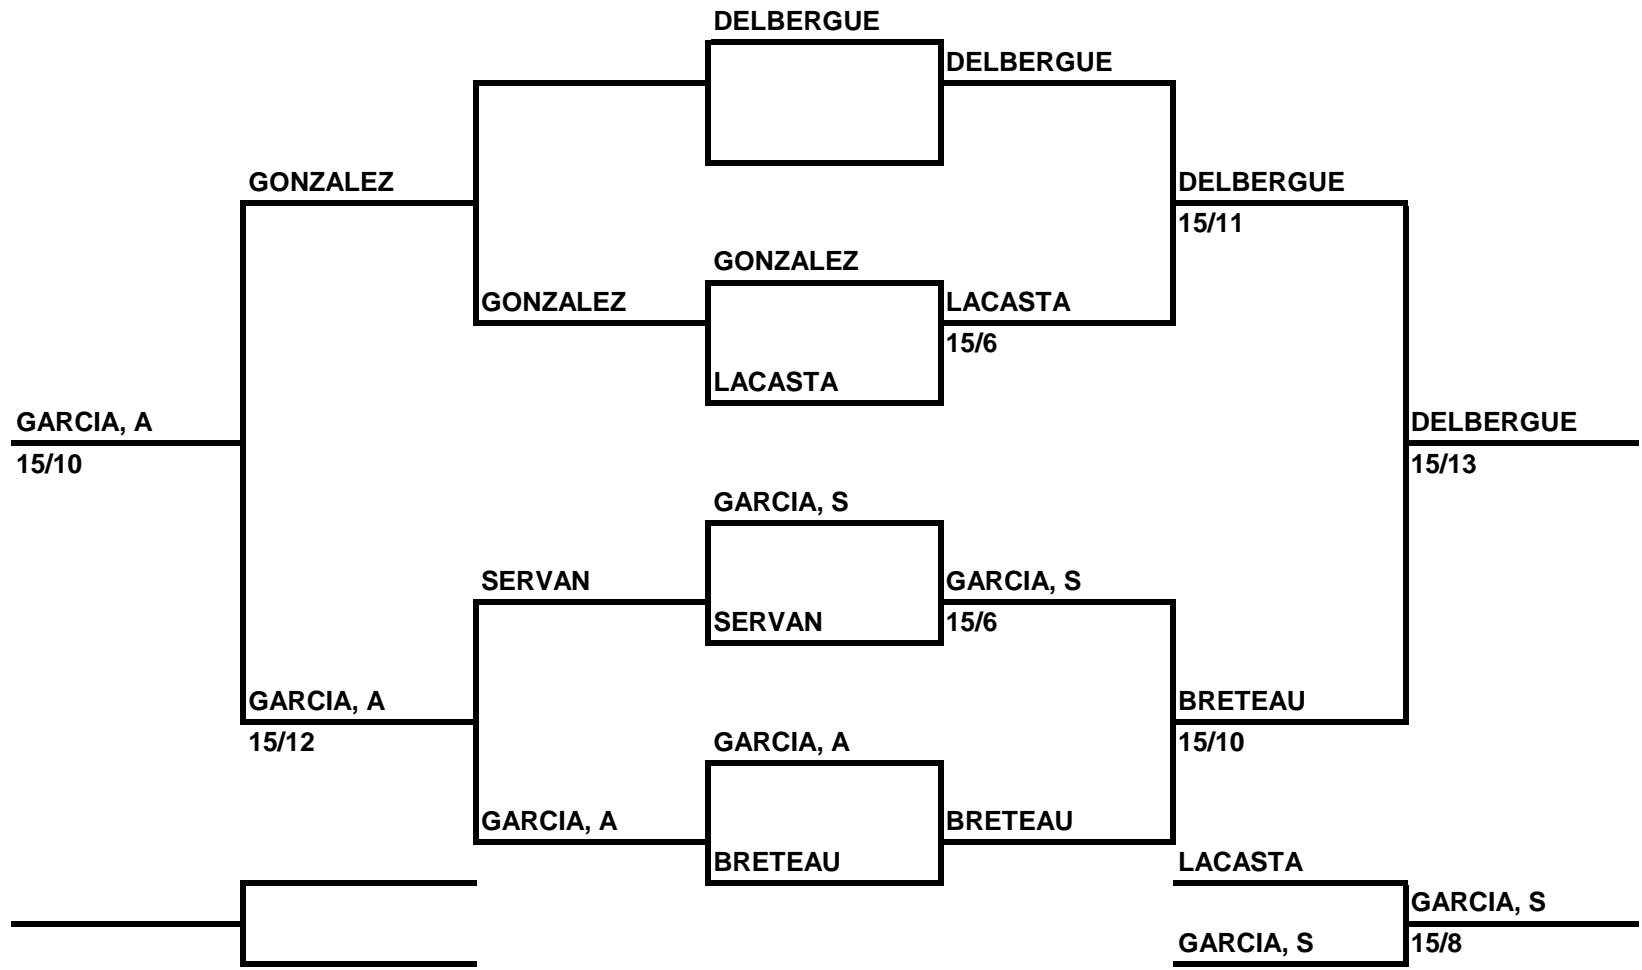 DELBERGUE
DELBERGUE
GONZALEZ
DELBERGUE
15/11
GONZALEZ
GONZALEZ
LACASTA
15/6
LACASTA
GARCIA, A
DELBERGUE
15/10
15/13
GARCIA, S
SERVAN
GARCIA, S
SERVAN
15/6
GARCIA, A
BRETEAU
15/12
GARCIA, A
15/10
GARCIA, A
BRETEAU
BRETEAU
LACASTA
GARCIA, S
GARCIA, S
15/8